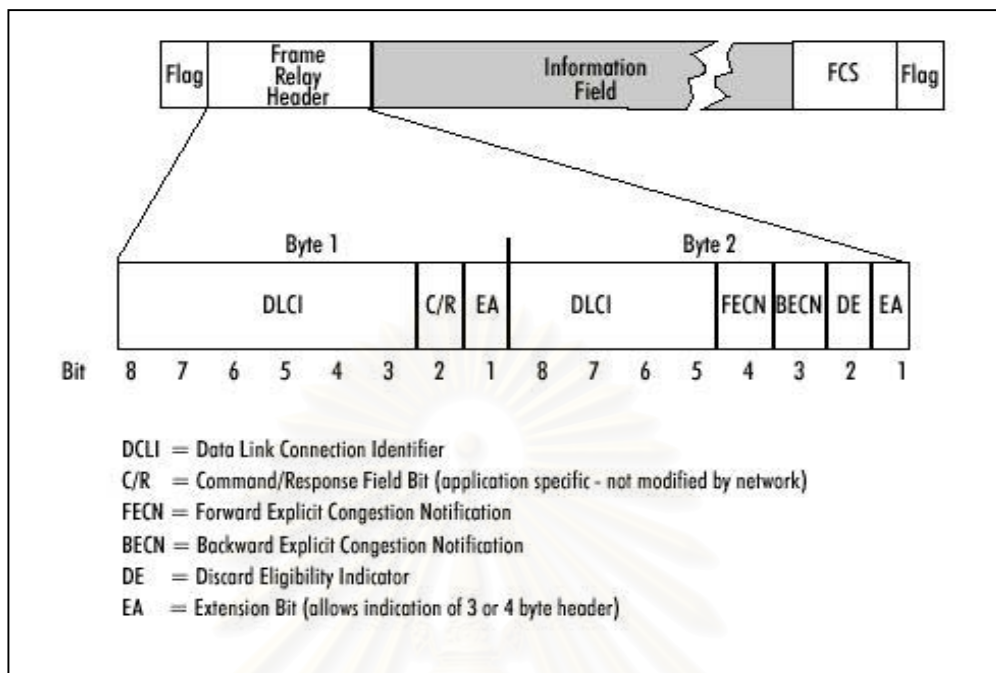 Flag
Frame
Relay
Header
Information
Field
FCS
Flag
Byte 1
Byte 2
DLCI
C/R
EA
DLCI
FECN
BECN
DE
EA
Bit 8 7 6 5 4 3 2 1 8 7 6 5 4 3 2 1
DCLI = Data Link Connection Identifier
C/R = Command/Response Field Bit (application specific - not modified by network)
FECN = Forward Explicit Congestion Notification
BECN = Backward Explicit Congestion Notification
DE = Discard Eligibility Indicator
EA = Extension Bit (allows indication of 3 or 4 byte header)